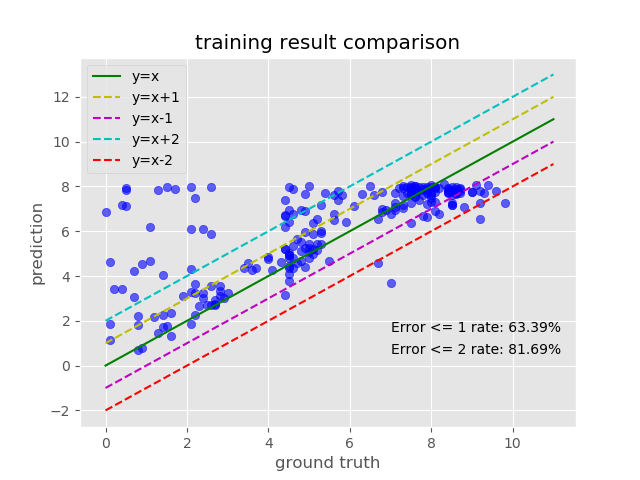 training result comparison
y=x
y=x+1
y=x-1
y=x+2
y=x-2
12
10
8
6
4
2
0
−2
prediction
Error <= 1 rate: 63.39%
Error <= 2 rate: 81.69%
0 2 4 6 8 10
ground truth